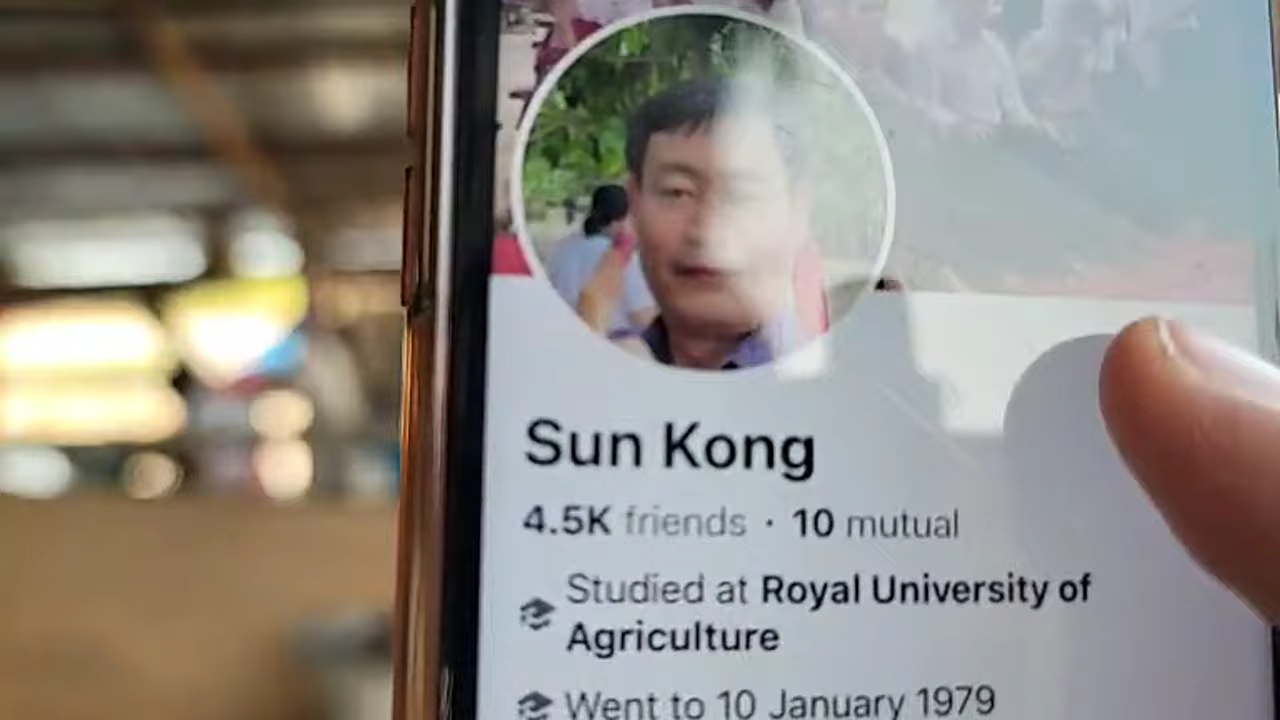 Sun Kong
4.5K friends · 10 mutual
Studied at Royal University of
Agriculture
Went to 10 January 1979